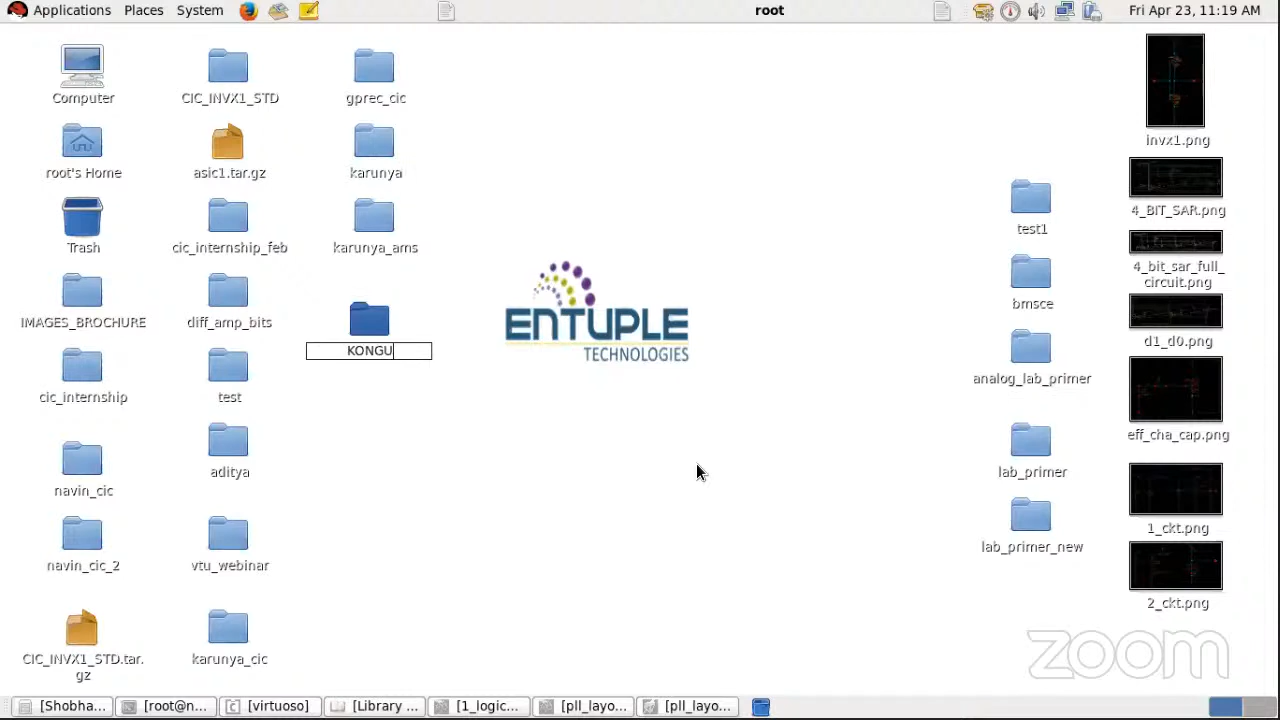 Applications Places System
root
Fri Apr 23, 11:19 AM
Computer
CIC_INVX1_STD
gprec_cic
invx1.png
root's Home
asic1.tar.gz
karunya
4_BIT_SAR.png
test1
Trash
cic_internship_feb
karunya_ams
4_bit_sar_full_
circuit.png
bmsce
IMAGES_BROCHURE
diff_amp_bits
KONGU
ENTUPLE
TECHNOLOGIES
d1_d0.png
analog_lab_primer
cic_internship
test
eff_cha_cap.png
navin_cic
aditya
lab_primer
1_ckt.png
navin_cic_2
vtu_webinar
lab_primer_new
2_ckt.png
CIC_INVX1_STD.tar.
gz
karunya_cic
zoom
[Shobha... [root@n... [virtuoso] [Library ... [1_logic... [pll_layo... [pll_layo...